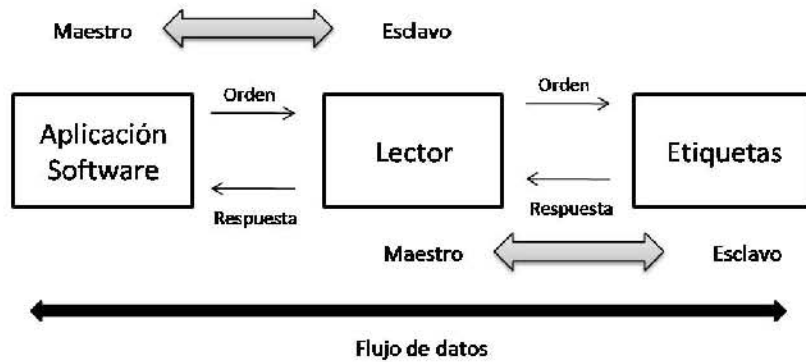 Maestro
Esclavo
Orden
Orden
Aplicación
Software
Lector
Etiquetas
Respuesta
Respuesta
Maestro
Esclavo
Flujo de datos